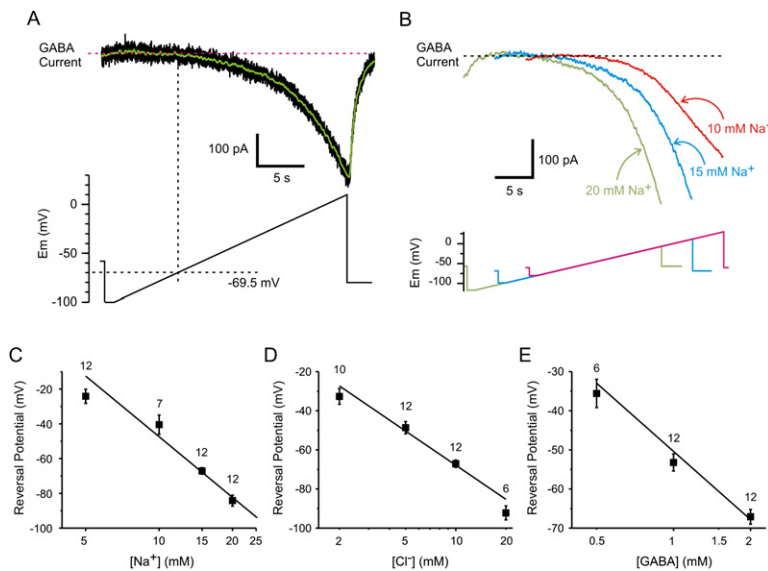 A
GABA
Current
100 pA
5 s
Em (mV)
0
-50
-100
-69.5 mV
B
GABA
Current
100 pA
5 s
10 mM Na+
15 mM Na+
20 mM Na+
Em (mV)
0
-50
-100
C
Reversal Potential (mV)
0
-20
-40
-60
-80
-100
12
7
12
12
5
10
15
20
25
[Na+] (mM)
D
Reversal Potential (mV)
0
-20
-40
-60
-80
-100
10
12
12
6
2
5
10
20
[Cl-] (mM)
E
Reversal Potential (mV)
-30
-40
-50
-60
-70
6
12
12
0.5
1
1.5
2
[GABA] (mM)